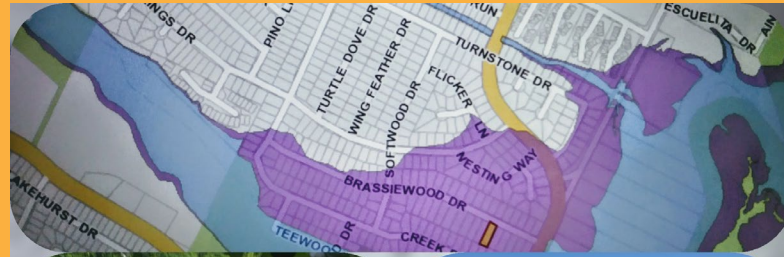 INGS DR
PINO L
TURTLE DOVE DR
WING FEATHER DR
SOFTWOOD DR
FLICKER LN
RUN
TURNSTONE DR
ESCUELITA DR
AIN
NESTING WAY
BRASSIEWOOD DR
AKEHURST DR
TEEWOO
DR
CREEK